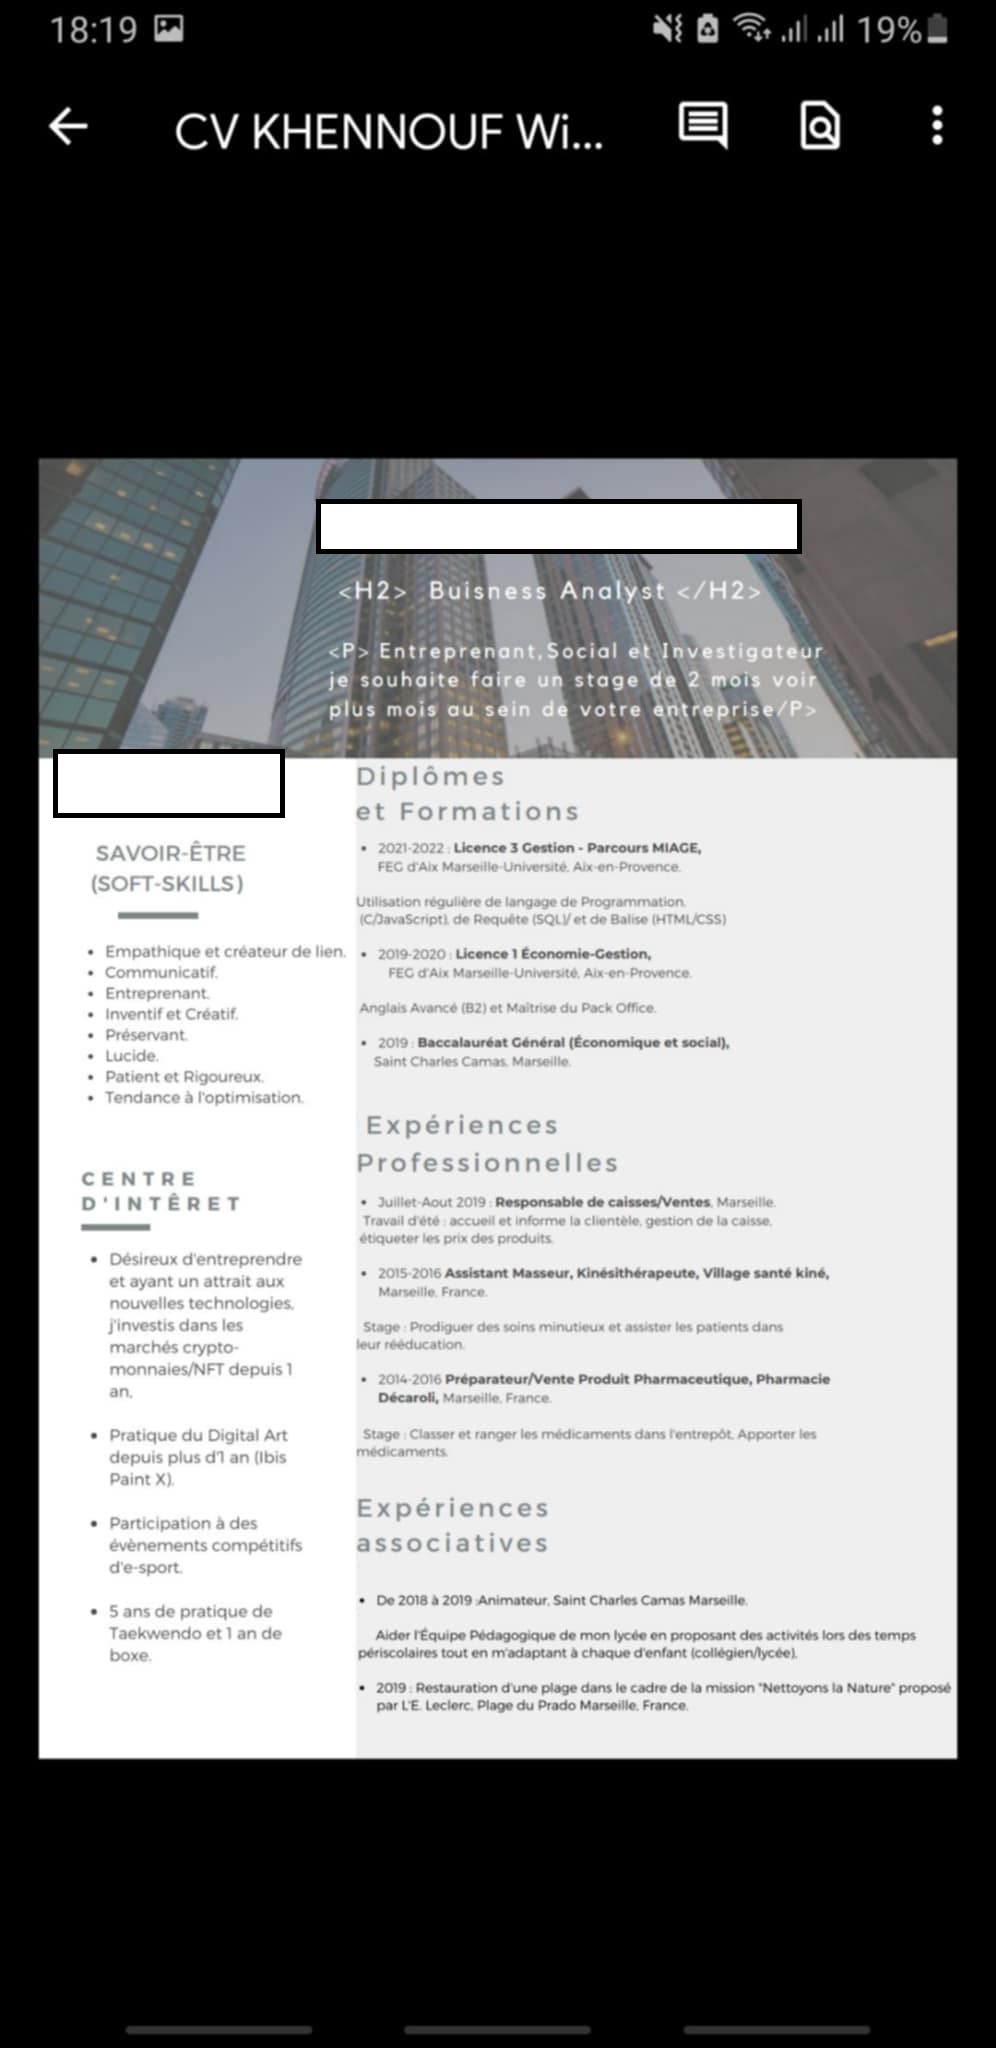 18:19
19%
CV KHENNOUF Wi...
<H2> Buisness Analyst </H2>
<P> Entreprenant,Social et Investigateur
je souhaite faire un stage de 2 mois voir
plus mois au sein de votre entreprise/P>
SAVOIR-ÊTRE
(SOFT-SKILLS)
• Empathique et créateur de lien.
• Communicatif.
• Entreprenant.
• Inventif et Créatif.
• Préservant.
• Lucide.
• Patient et Rigoureux.
• Tendance à l'optimisation.
CENTRE
D'INTÊRET
• Désireux d'entreprendre
et ayant un attrait aux
nouvelles technologies,
j'investis dans les
marchés crypto-
monnaies/NFT depuis 1
an,
• Pratique du Digital Art
depuis plus d'1 an (Ibis
Paint X).
• Participation à des
évènements compétitifs
d'e-sport.
• 5 ans de pratique de
Taekwendo et 1 an de
boxe.
Diplômes
et Formations
• 2021-2022 : Licence 3 Gestion - Parcours MIAGE,
FEG d'Aix Marseille-Université, Aix-en-Provence.
Utilisation régulière de langage de Programmation.
(C/JavaScript), de Requête (SQL)/ et de Balise (HTML/CSS)
• 2019-2020 : Licence 1 Économie-Gestion,
FEG d'Aix Marseille-Université, Aix-en-Provence.
Anglais Avancé (B2) et Maîtrise du Pack Office.
• 2019 : Baccalauréat Général (Économique et social),
Saint Charles Camas, Marseille.
Expériences
Professionnelles
• Juillet-Aout 2019 : Responsable de caisses/Ventes, Marseille.
Travail d'été : accueil et informe la clientèle, gestion de la caisse,
étiqueter les prix des produits.
• 2015-2016 Assistant Masseur, Kinésithérapeute, Village santé kiné,
Marseille, France.
Stage : Prodiguer des soins minutieux et assister les patients dans
leur rééducation.
• 2014-2016 Préparateur/Vente Produit Pharmaceutique, Pharmacie
Décaroli, Marseille, France.
Stage : Classer et ranger les médicaments dans l'entrepôt, Apporter les
médicaments.
Expériences
associatives
• De 2018 à 2019 :Animateur, Saint Charles Camas Marseille.
Aider l'Équipe Pédagogique de mon lycée en proposant des activités lors des temps
périscolaires tout en m'adaptant à chaque d'enfant (collégien/lycée).
• 2019 : Restauration d'une plage dans le cadre de la mission "Nettoyons la Nature" proposé
par L'E. Leclerc, Plage du Prado Marseille, France.